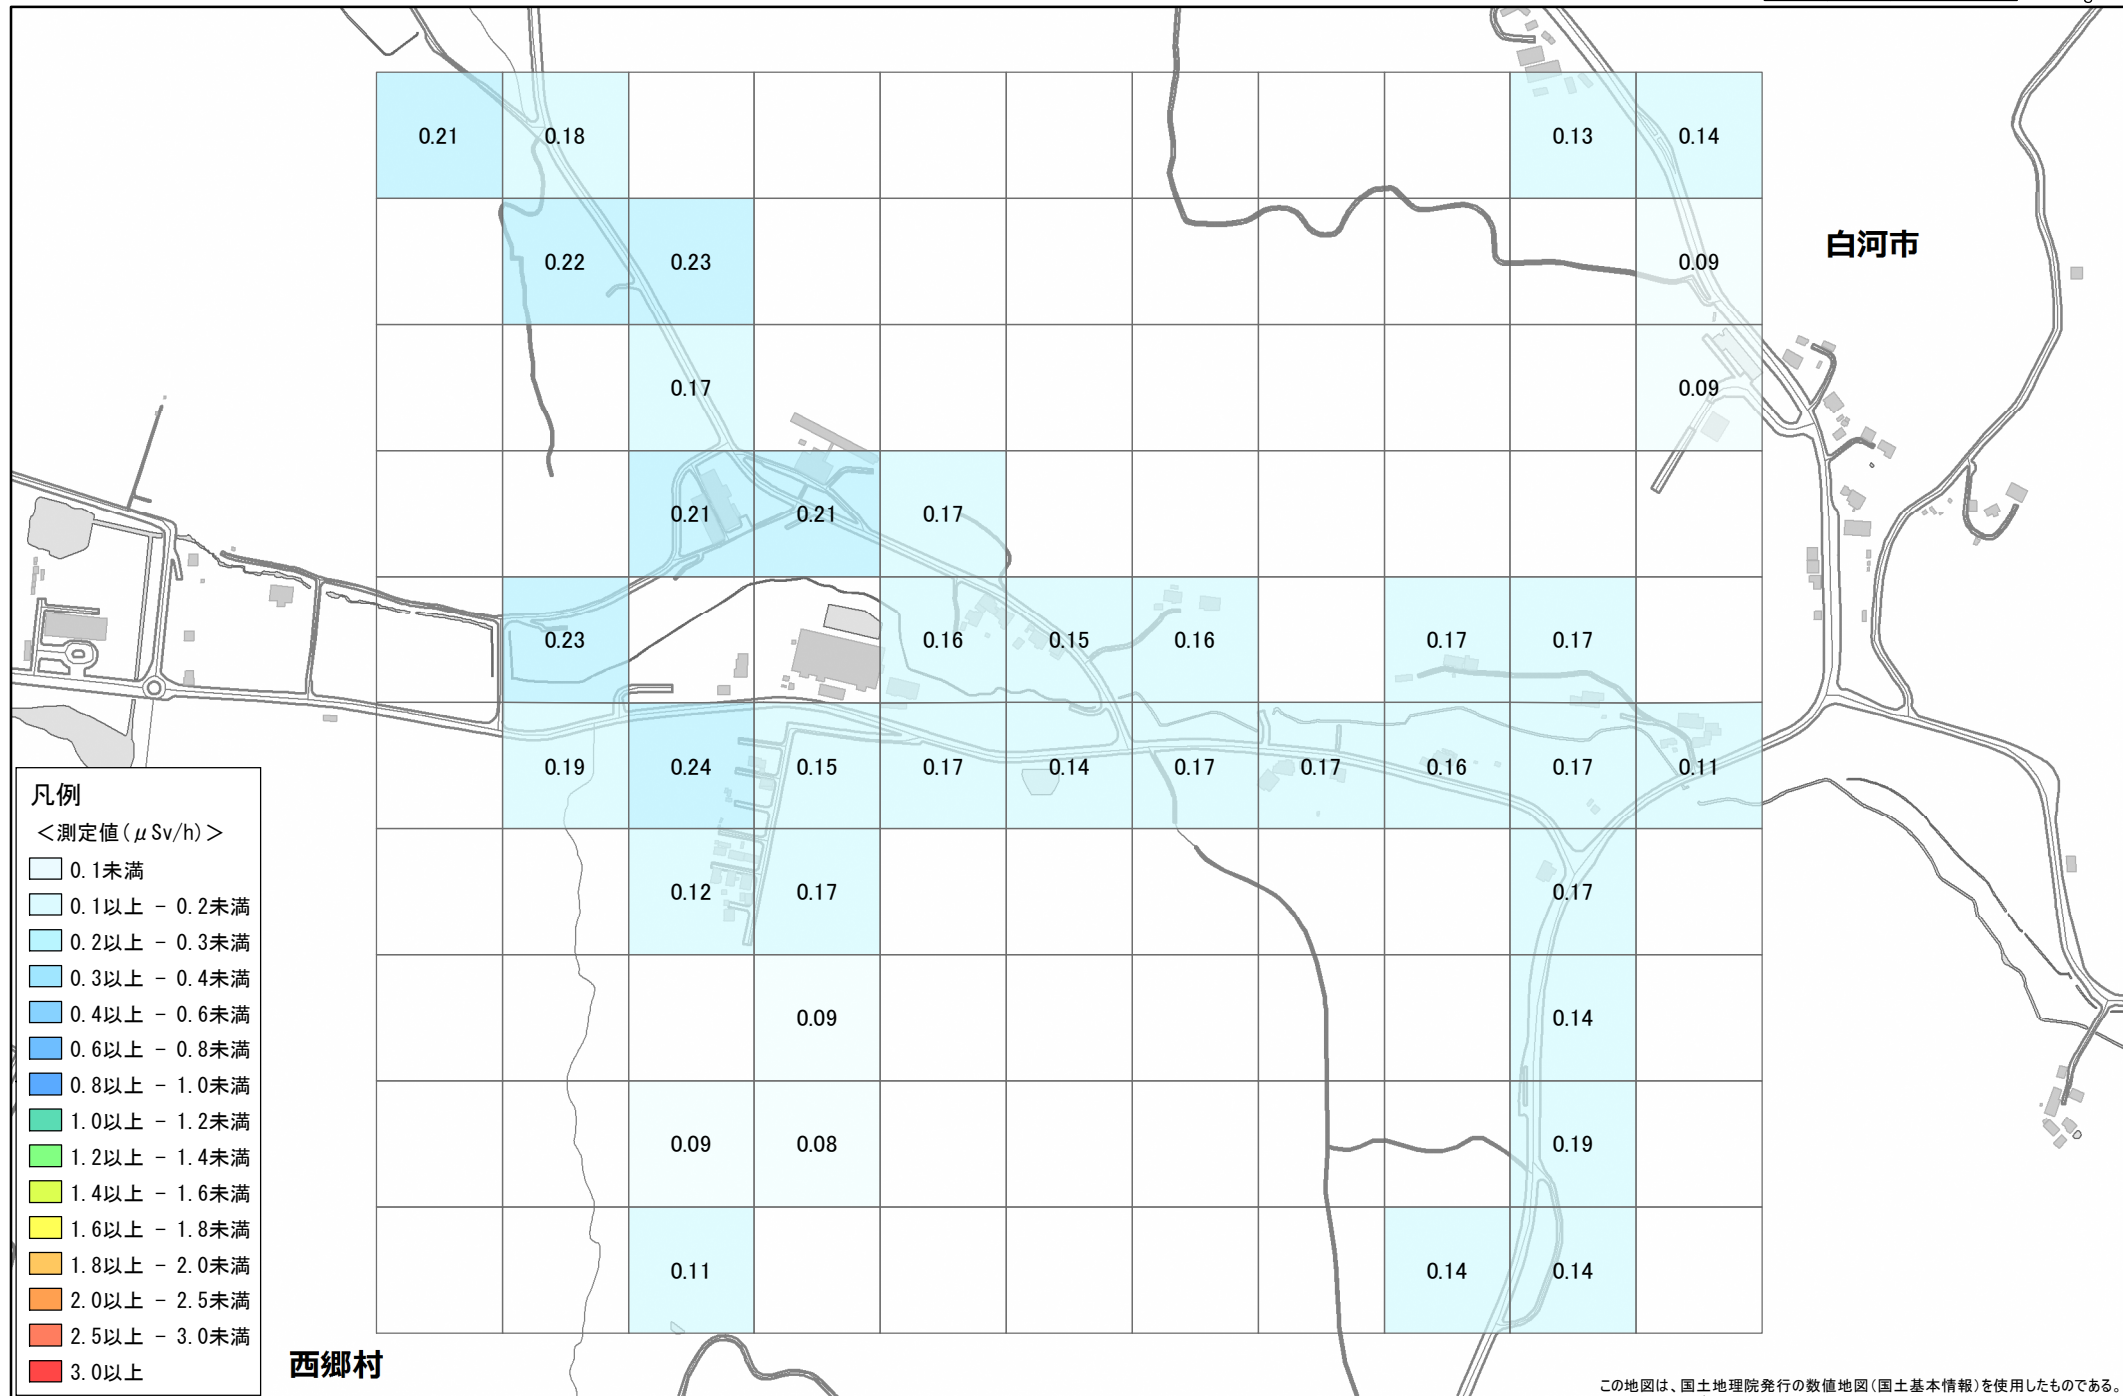 0.21 0.18 0.13 0.14
白河市
0.22 0.23 0.09
0.17 0.09
0.21 0.21 0.17
0.23 0.16 0.15 0.16 0.17 0.17
0.19 0.24 0.15 0.17 0.14 0.17 0.17 0.16 0.17 0.11
0.12 0.17 0.17
0.09 0.14
0.09 0.08 0.19
0.11 0.14 0.14
凡例
＜測定値(μSv/h)＞
0.1未満
0.1以上 － 0.2未満
0.2以上 － 0.3未満
0.3以上 － 0.4未満
0.4以上 － 0.6未満
0.6以上 － 0.8未満
0.8以上 － 1.0未満
1.0以上 － 1.2未満
1.2以上 － 1.4未満
1.4以上 － 1.6未満
1.6以上 － 1.8未満
1.8以上 － 2.0未満
2.0以上 － 2.5未満
2.5以上 － 3.0未満
3.0以上
西郷村
この地図は、国土地理院発行の数値地図(国土基本情報)を使用したものである。